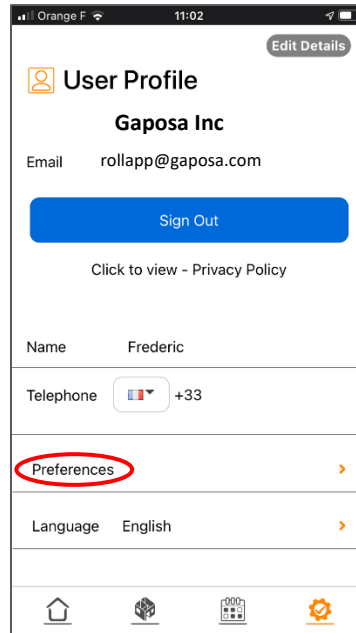 Orange F 11:02
Edit Details
User Profile
Gaposa Inc
Email rollapp@gaposa.com
Sign Out
Click to view - Privacy Policy
Name Frederic
Telephone +33
Preferences
Language English